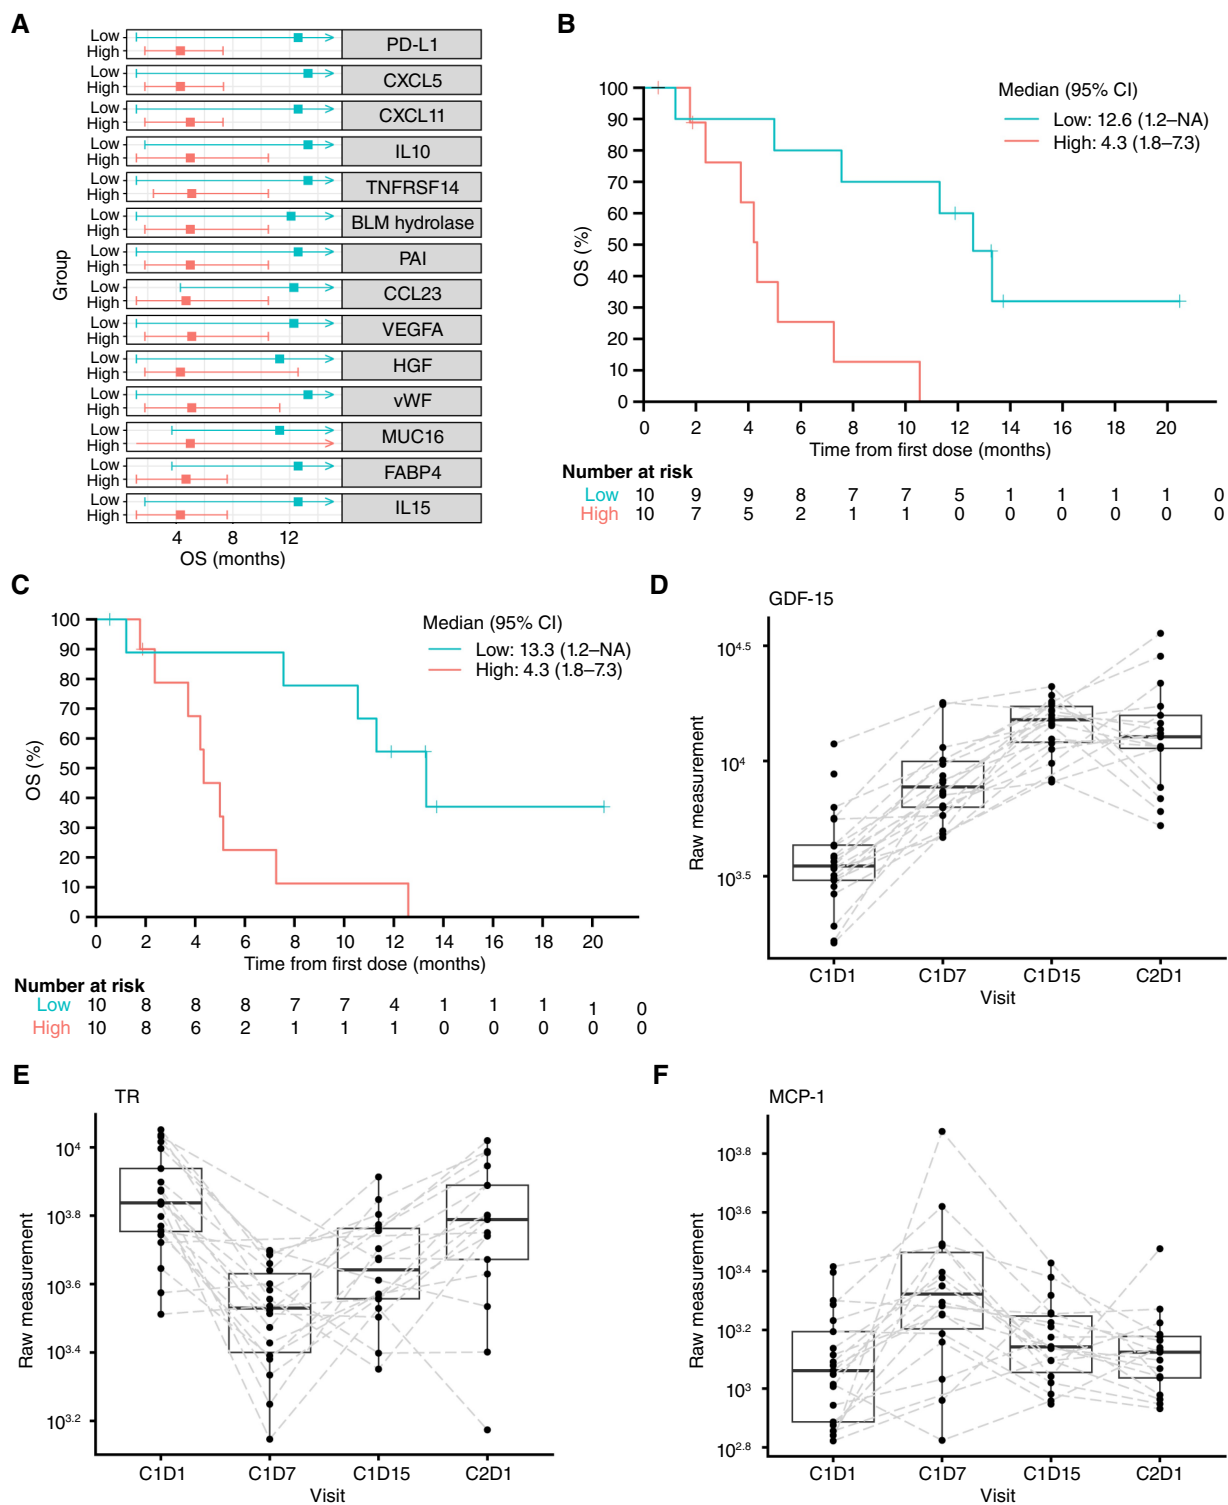 A
Group
Low
High
PD-L1
Low
High
CXCL5
Low
High
CXCL11
Low
High
IL10
Low
High
TNFRSF14
Low
High
BLM hydrolase
Low
High
PAI
Low
High
CCL23
Low
High
VEGFA
Low
High
HGF
Low
High
vWF
Low
High
MUC16
Low
High
FABP4
Low
High
IL15
4 8 12
OS (months)
B
Median (95% CI)
Low: 12.6 (1.2–NA)
High: 4.3 (1.8–7.3)
OS (%)
100
90
80
70
60
50
40
30
20
10
0
0 2 4 6 8 10 12 14 16 18 20
Time from first dose (months)
Number at risk
Low 10 9 9 8 7 7 5 1 1 1 1 0
High 10 7 5 2 1 1 0 0 0 0 0 0
C
Median (95% CI)
Low: 13.3 (1.2–NA)
High: 4.3 (1.8–7.3)
OS (%)
100
90
80
70
60
50
40
30
20
10
0
0 2 4 6 8 10 12 14 16 18 20
Time from first dose (months)
Number at risk
Low 10 8 8 8 7 7 4 1 1 1 1 0
High 10 8 6 2 1 1 1 0 0 0 0 0
D
GDF-15
Raw measurement
10^4.5
10^4
10^3.5
C1D1 C1D7 C1D15 C2D1
Visit
E
TR
Raw measurement
10^4
10^3.8
10^3.6
10^3.4
10^3.2
C1D1 C1D7 C1D15 C2D1
Visit
F
MCP-1
Raw measurement
10^3.8
10^3.6
10^3.4
10^3.2
10^3
10^2.8
C1D1 C1D7 C1D15 C2D1
Visit